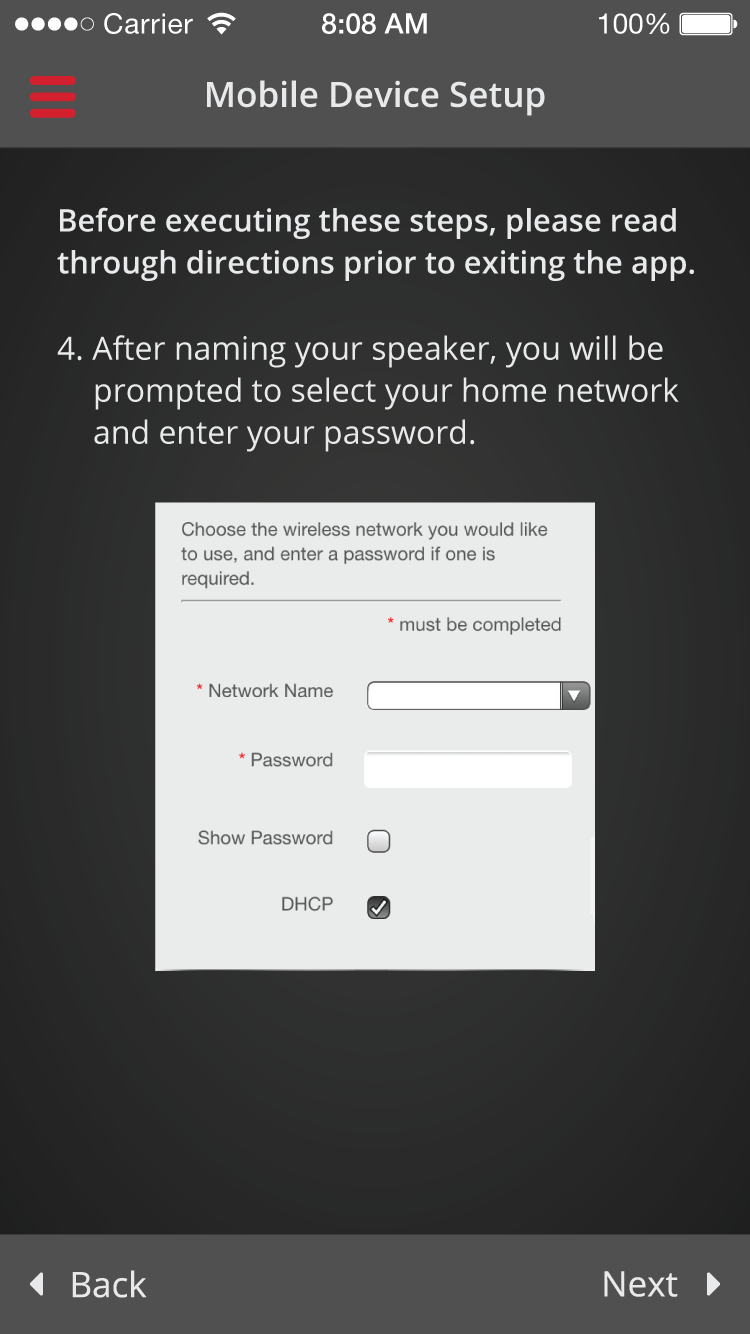 Carrier 8:08 AM 100%
Mobile Device Setup
Before executing these steps, please read
through directions prior to exiting the app.
4. After naming your speaker, you will be
prompted to select your home network
and enter your password.
Choose the wireless network you would like
to use, and enter a password if one is
required.
* must be completed
* Network Name
* Password
Show Password
DHCP
Back Next